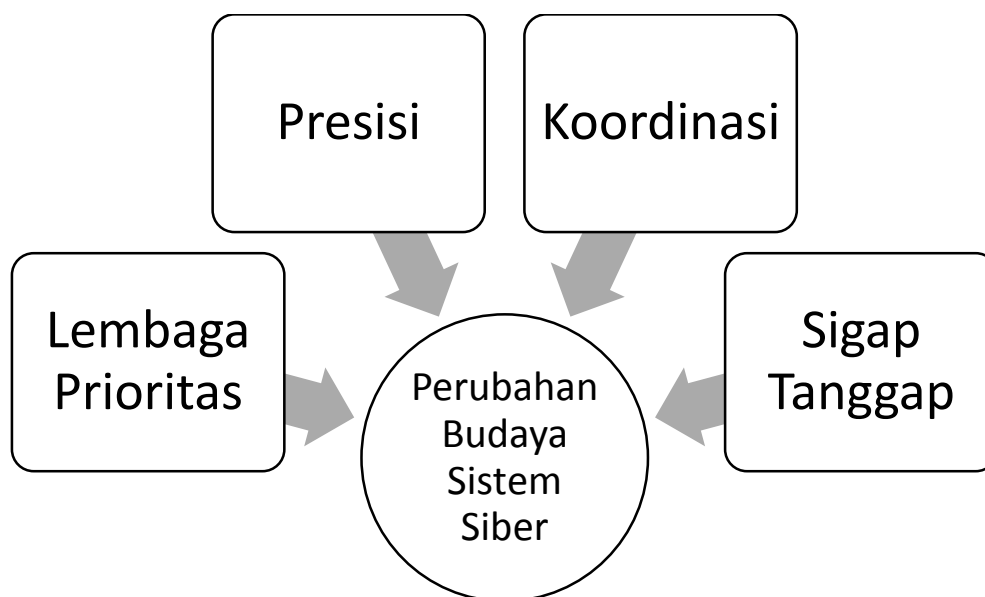 Presisi
Koordinasi
Lembaga
Prioritas
Sigap
Tanggap
Perubahan
Budaya
Sistem
Siber